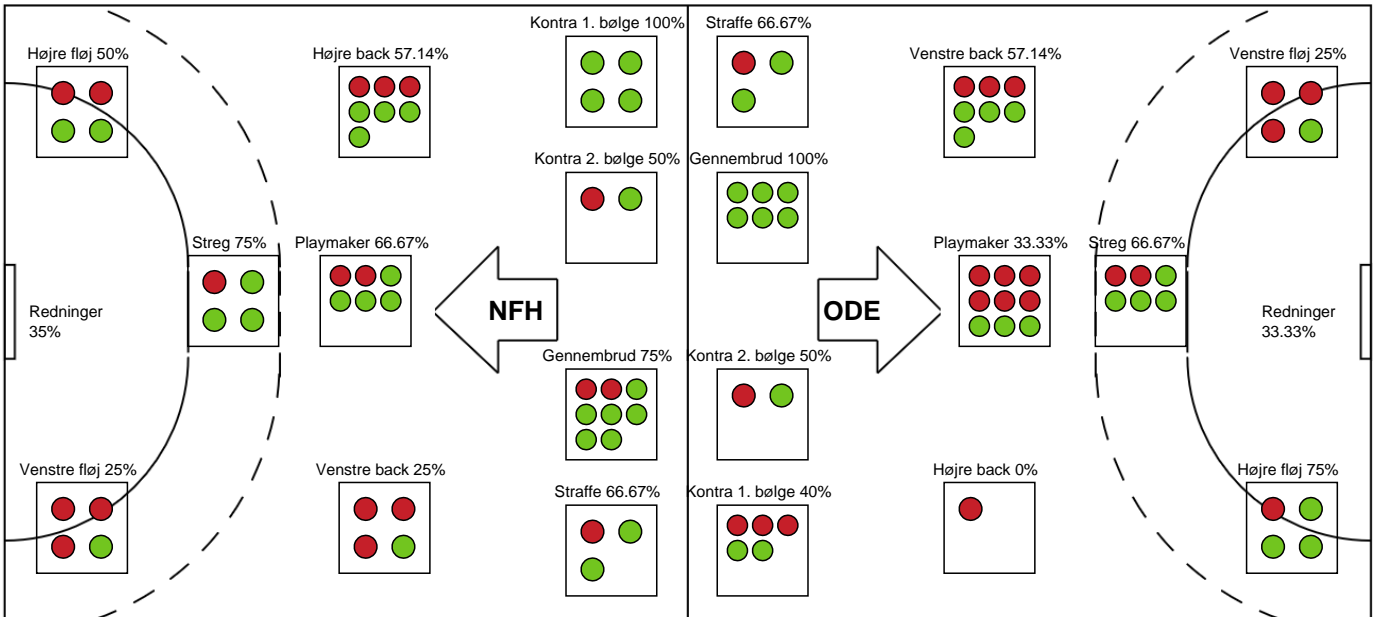 Kontra 1. bølge 100%
Straffe 66.67%
Højre fløj 50%
Højre back 57.14%
Venstre back 57.14%
Venstre fløj 25%
Kontra 2. bølge 50%
Gennembrud 100%
Streg 75%
Playmaker 66.67%
Playmaker 33.33%
Streg 66.67%
Redninger
35%
NFH
ODE
Redninger
33.33%
Gennembrud 75%
Kontra 2. bølge 50%
Venstre fløj 25%
Venstre back 25%
Højre back 0%
Højre fløj 75%
Straffe 66.67%
Kontra 1. bølge 40%